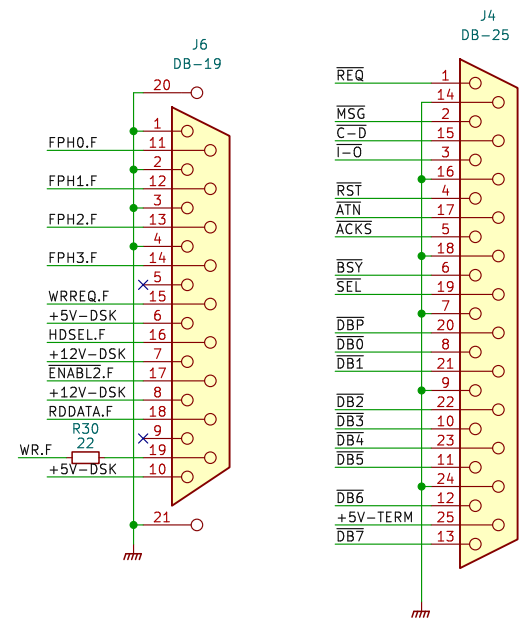 J6
DB-19
20
1
FPH0.F 11
2
FPH1.F 12
3
FPH2.F 13
4
FPH3.F 14
5
WRREQ.F 15
+5V-DSK 6
HDSEL.F 16
+12V-DSK 7
ENABL2.F 17
+12V-DSK 8
RDDATA.F 18
R30
22
9
WR.F 19
+5V-DSK 10
21
J4
DB-25
REQ 1
14
MSG 2
C-D 15
I-O 3
16
RST 4
ATN 17
ACKS 5
18
BSY 6
SEL 19
7
DBP 20
DB0 8
DB1 21
9
DB2 22
DB3 10
DB4 23
DB5 11
24
DB6 12
+5V-TERM 25
DB7 13